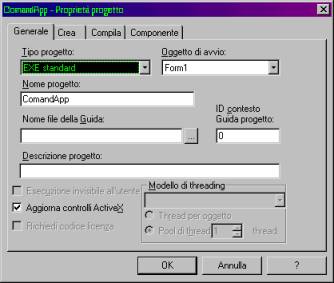 ComandApp - Proprietà progetto
Generale Crea Compila Componente
Tipo progetto: Oggetto di avvio:
EXE standard Form1
Nome progetto:
ComandApp
ID contesto
Nome file della Guida: Guida progetto:
... 0
Descrizione progetto:
Esecuzione invisibile all'utente Modello di threading
Aggiorna controlli ActiveX
Thread per oggetto
Richiedi codice licenza Pool di thread 1 thread
OK Annulla ?